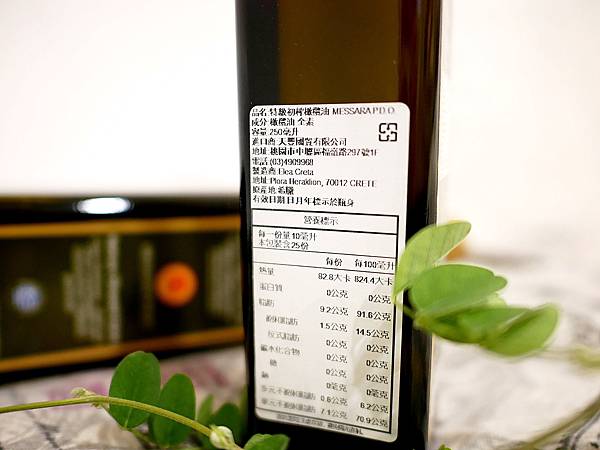 品名:特級初榨橄欖油 MESSARA P.D.O.
成分:橄欖油 全素
容量:250毫升
進口商:天慧國貿有限公司
地址:桃園市中壢區福州路297號1F
電話:(03)4909968
製造商:Elea Creta
地址:Plora Heraklion, 70012 CRETE
原產地:希臘
有效日期:日月年標示於瓶身
營養標示
每一份量10毫升
本包裝含25份
每份 每100毫升
熱量 82.8大卡 824.4大卡
蛋白質 0公克 0公克
脂肪 9.2公克 91.6公克
飽和脂肪 1.5公克 14.5公克
反式脂肪 0公克 0公克
碳水化合物 0公克 0公克
糖 0公克 0公克
鈉 0毫克 0毫克
多元不飽和脂肪 0.6公克 6.2公克
單元不飽和脂肪 7.1公克 70.9公克